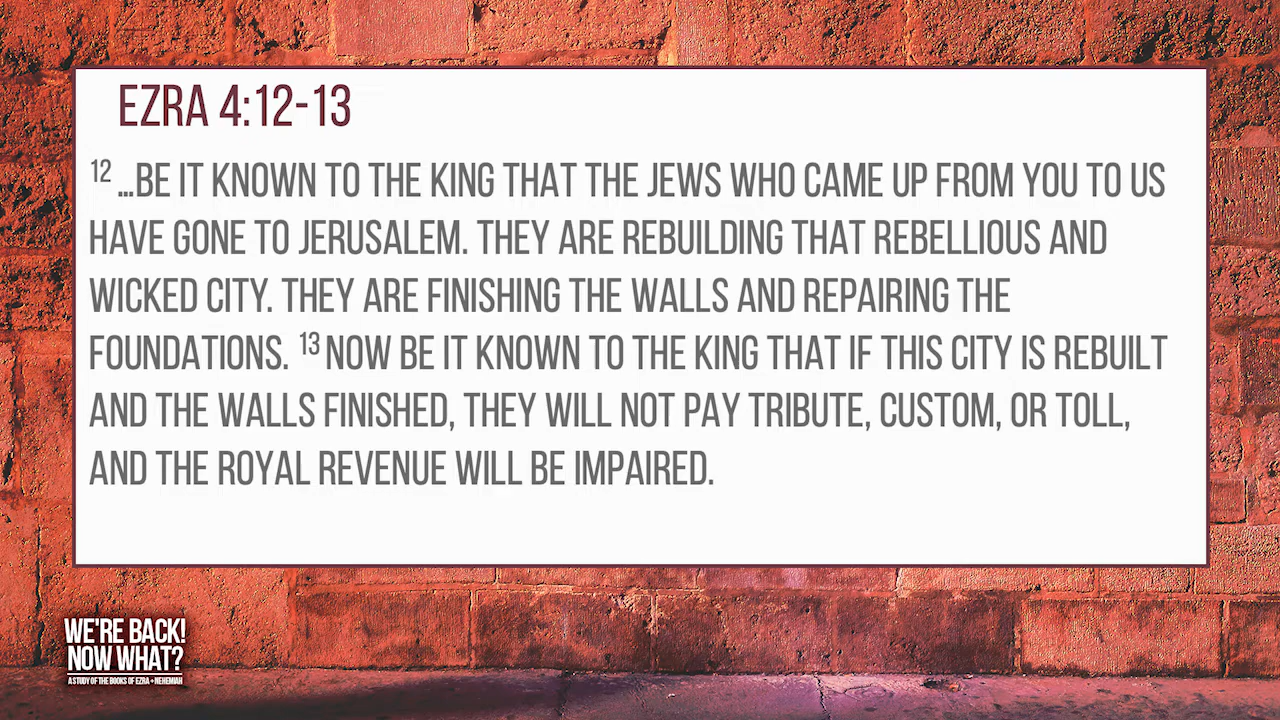 EZRA 4:12-13
12 ...BE IT KNOWN TO THE KING THAT THE JEWS WHO CAME UP FROM YOU TO US
HAVE GONE TO JERUSALEM. THEY ARE REBUILDING THAT REBELLIOUS AND
WICKED CITY. THEY ARE FINISHING THE WALLS AND REPAIRING THE
FOUNDATIONS. 13 NOW BE IT KNOWN TO THE KING THAT IF THIS CITY IS REBUILT
AND THE WALLS FINISHED, THEY WILL NOT PAY TRIBUTE, CUSTOM, OR TOLL,
AND THE ROYAL REVENUE WILL BE IMPAIRED.
WE'RE BACK!
NOW WHAT?
A STUDY OF THE BOOKS OF EZRA + NEHEMIAH